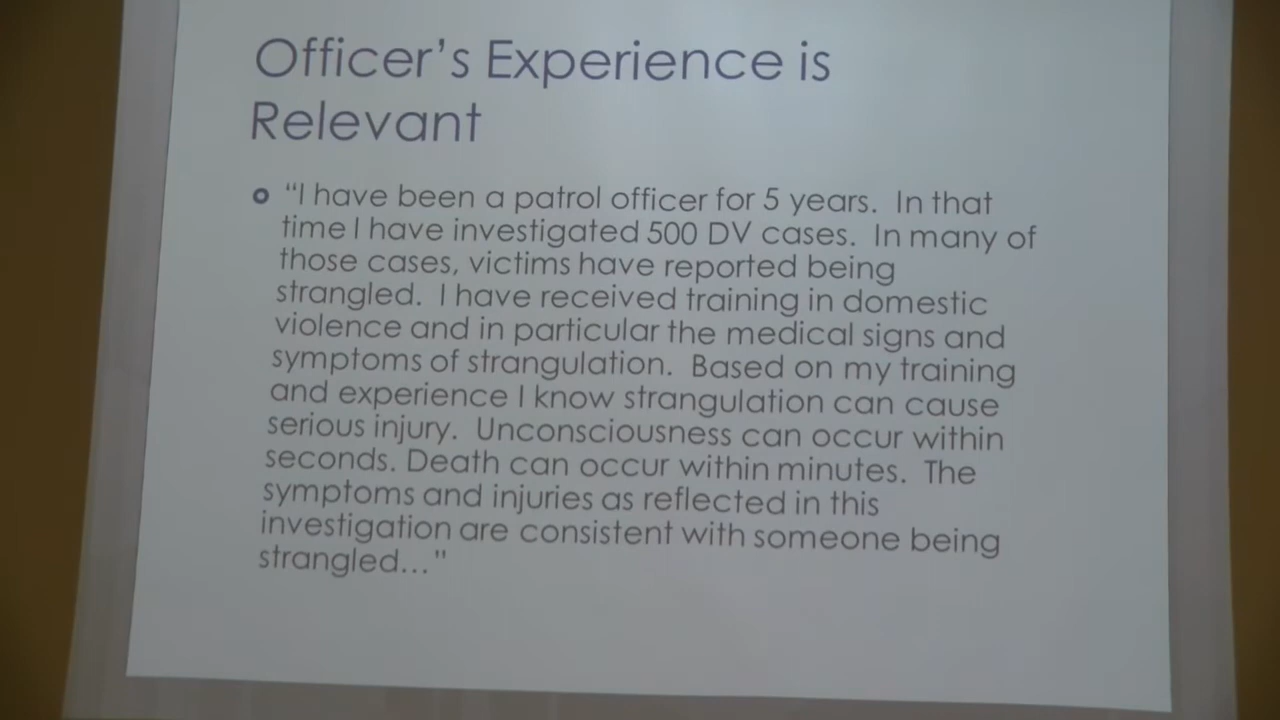 Officer's Experience is
Relevant
"I have been a patrol officer for 5 years. In that
time I have investigated 500 DV cases. In many of
those cases, victims have reported being
strangled. I have received training in domestic
violence and in particular the medical signs and
symptoms of strangulation. Based on my training
and experience I know strangulation can cause
serious injury. Unconsciousness can occur within
seconds. Death can occur within minutes. The
symptoms and injuries as reflected in this
investigation are consistent with someone being
strangled..."